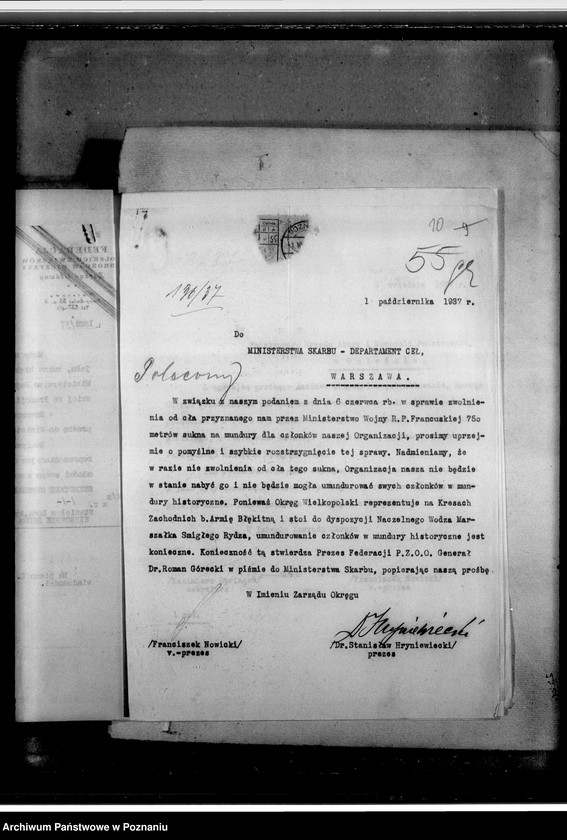 10
55 gr
130/37
1 października 1937 r.
Do
MINISTERSTWA SKARBU - DEPARTAMENT CEŁ,
Polecony
WARSZAWA.
W związku z naszym podaniem z dnia 6 czerwca rb. w sprawie zwolnie-
nia od cła przyznanego nam przez Ministerstwo Wojny R.P.Francuskiej 750
metrów sukna na mundury dla członków naszej Organizacji, prosimy uprzej-
mie o pomyślne i szybkie rozstrzygnięcie tej sprawy. Nadmieniamy, że
w razie nie zwolnienia od cła tego sukna, Organizacja nasza nie będzie
w stanie nabyć go i nie będzie mogła umundurować swych członków w mun-
dury historyczne. Ponieważ Okręg Wielkopolski reprezentuje na Kresach
Zachodnich b.Armię Błękitną i stoi do dyspozycji Naczelnego Wodza Mar-
szałka Smigłego Rydza, umundurowanie członków w mundury historyczne jest
konieczne. Konieczność tą stwierdza Prezes Federacji P.Z.O.O. Generał
Dr.Roman Górecki w piśmie do Ministerstwa Skarbu, popierając naszą prośbę.
W Imieniu Zarządu Okręgu
D Hryniewiecki
/Franciszek Nowicki/
v.-prezes
/Dr.Stanisław Hryniewiecki/
prezes
Archiwum Państwowe w Poznaniu